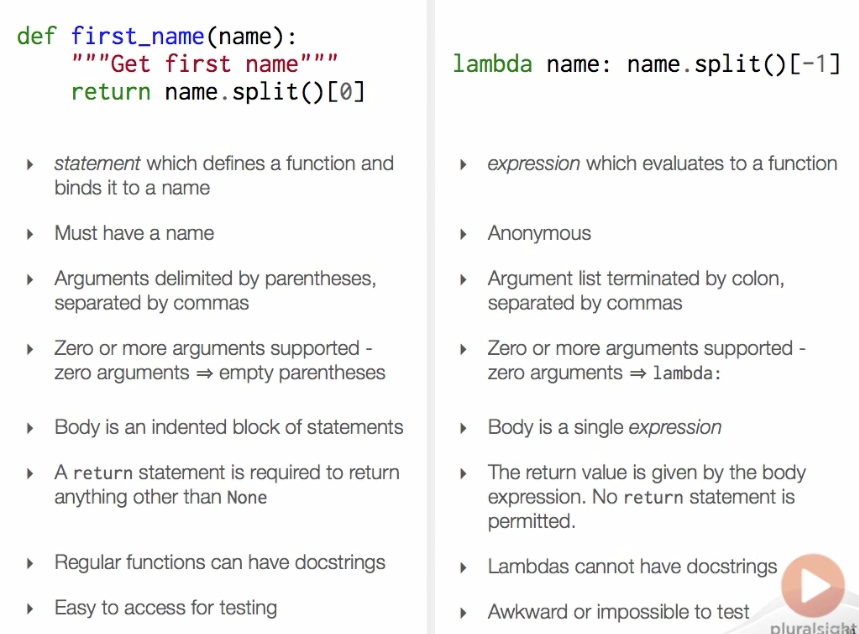 def first_name(name):
"""Get first name"""
return name.split()[0]
statement which defines a function and
binds it to a name
Must have a name
Arguments delimited by parentheses,
separated by commas
Zero or more arguments supported -
zero arguments ⇒ empty parentheses
Body is an indented block of statements
A return statement is required to return
anything other than None
Regular functions can have docstrings
Easy to access for testing
lambda name: name.split()[-1]
expression which evaluates to a function
Anonymous
Argument list terminated by colon,
separated by commas
Zero or more arguments supported -
zero arguments ⇒ lambda:
Body is a single expression
The return value is given by the body
expression. No return statement is
permitted.
Lambdas cannot have docstrings
Awkward or impossible to test
pluralsight